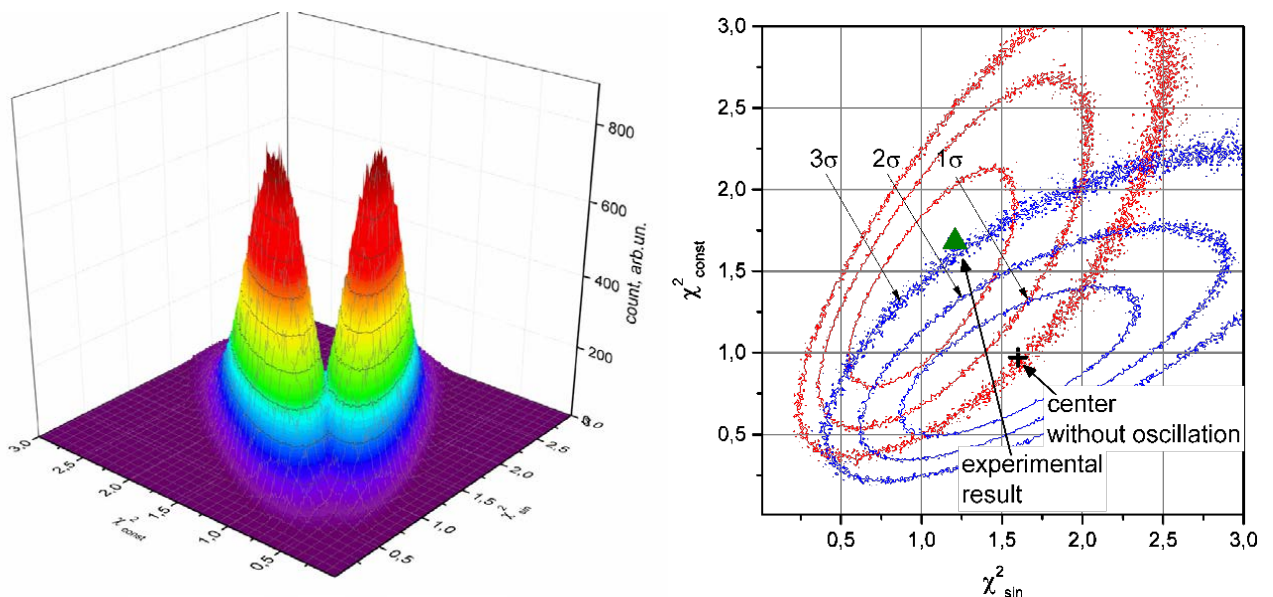 800
600
400
200
0
count, arb.un.
3,0
2,5
2,0
1,5
1,0
0,5
χ²const
3,0
2,5
2,0
1,5
1,0
0,5
χ²sin
3,0
2,5
2,0
1,5
1,0
0,5
χ²const
3σ
2σ
1σ
center
without oscillation
experimental
result
0,5
1,0
1,5
2,0
2,5
3,0
χ²sin